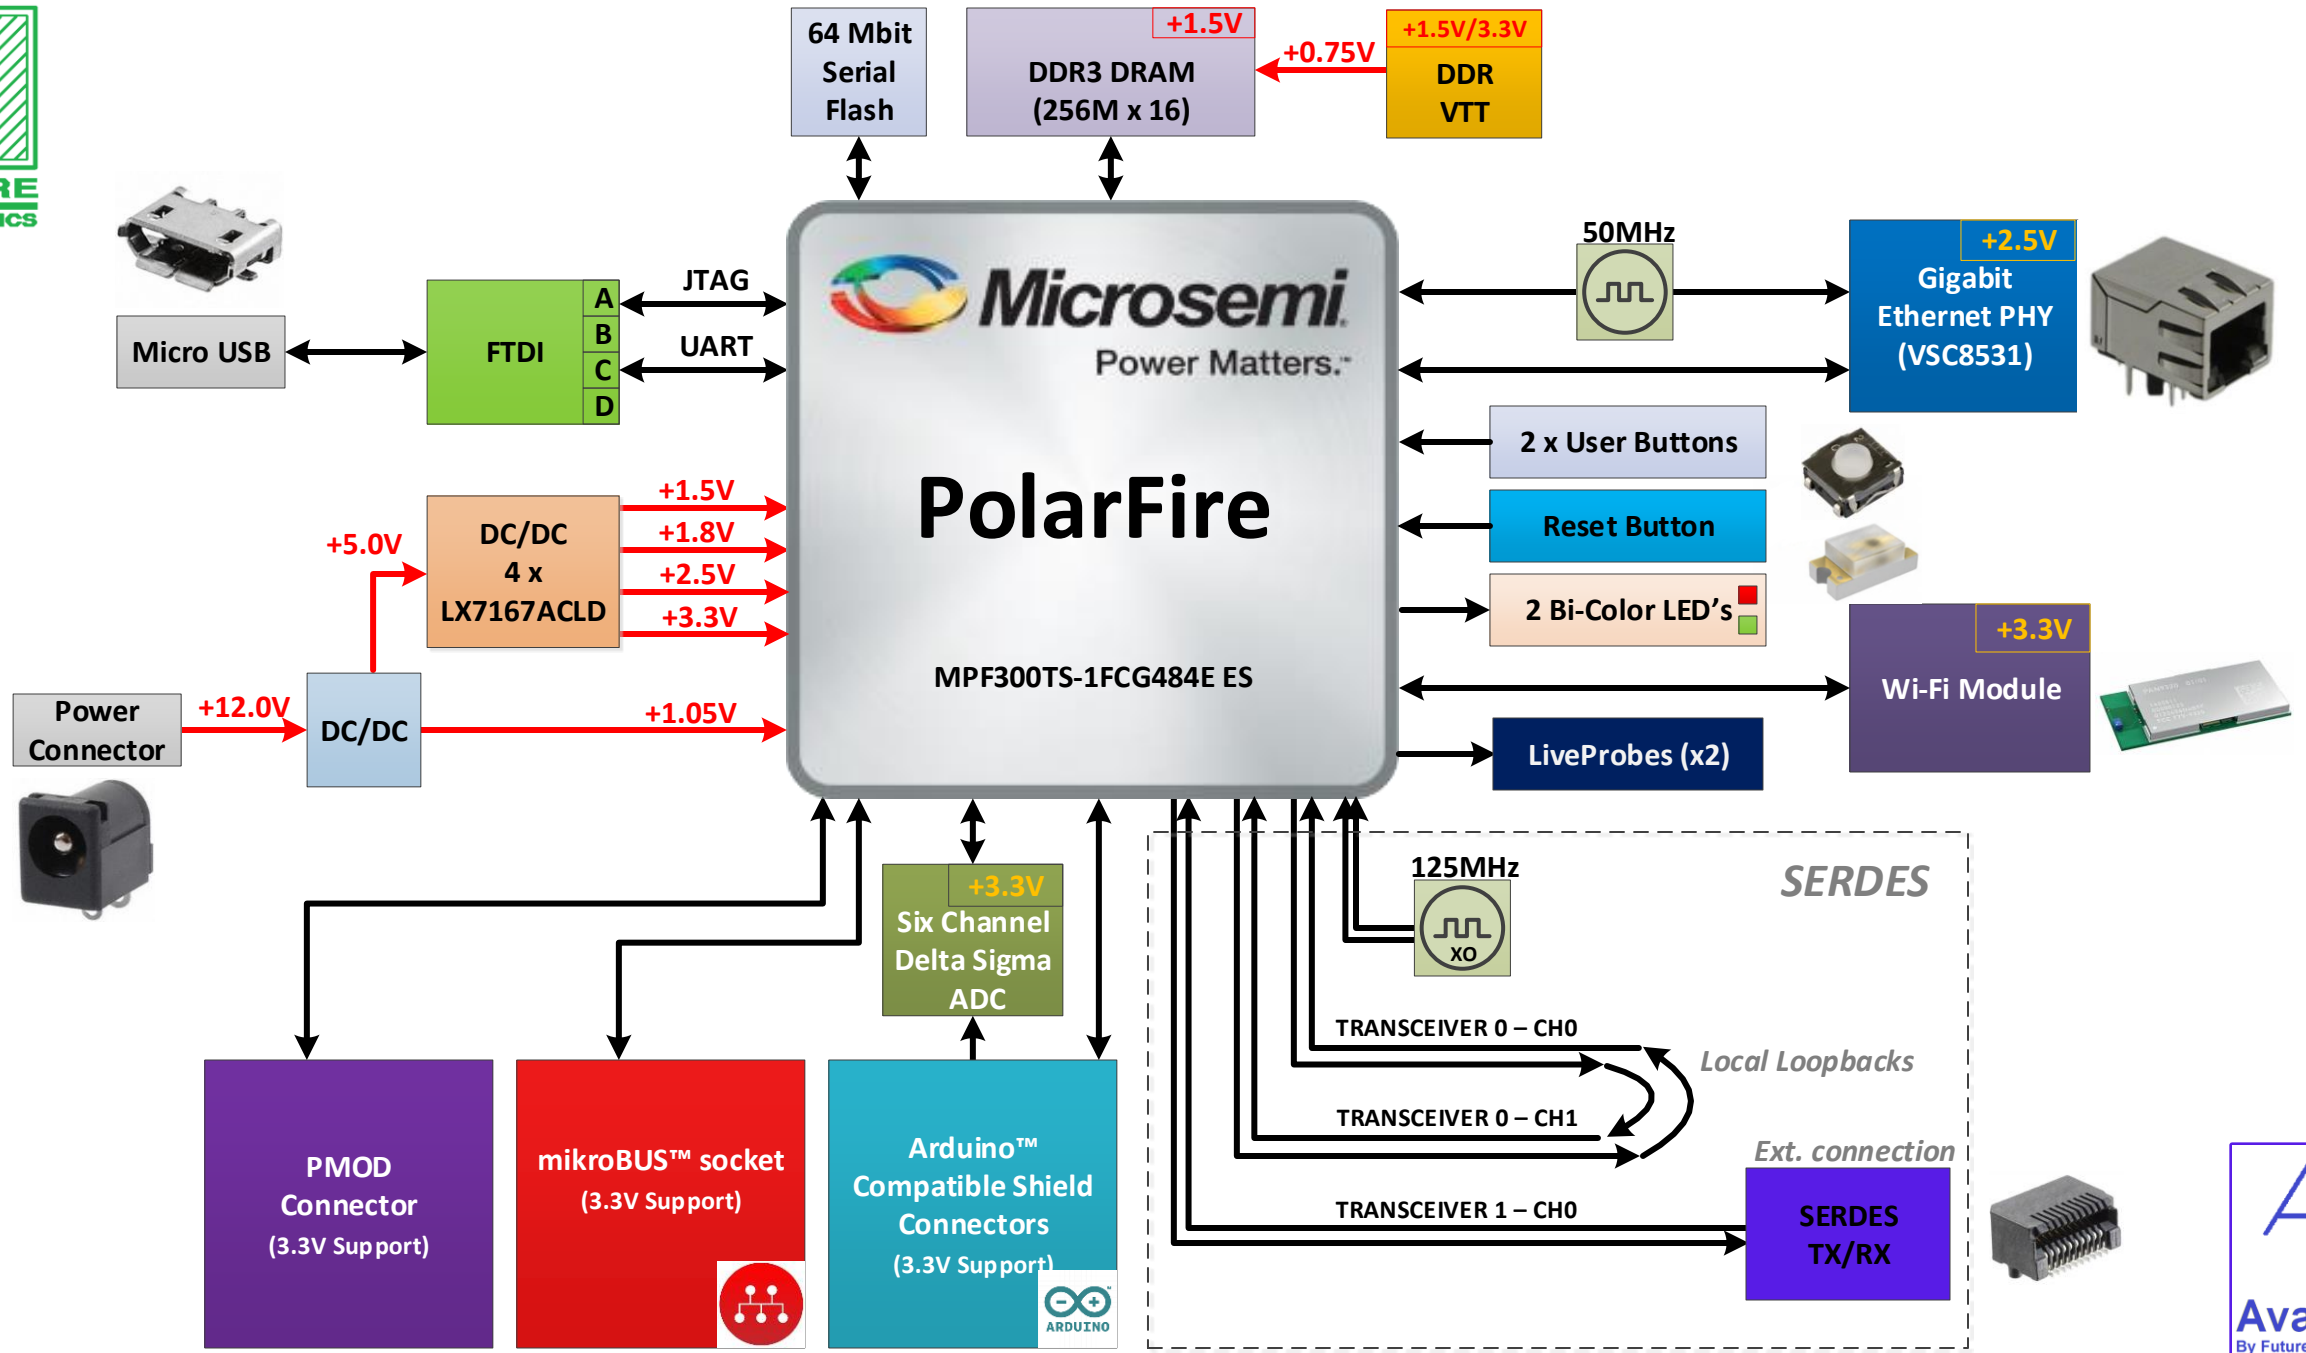 RE
ICS
64 Mbit
Serial
Flash
+1.5V
DDR3 DRAM
(256M x 16)
+0.75V
+1.5V/3.3V
DDR
VTT
Micro USB
FTDI
A
B
C
D
JTAG
UART
Microsemi
Power Matters.™
PolarFire
MPF300TS-1FCG484E ES
50MHz
+2.5V
Gigabit
Ethernet PHY
(VSC8531)
2 x User Buttons
Reset Button
2 Bi-Color LED’s
+3.3V
Wi-Fi Module
LiveProbes (x2)
+5.0V
DC/DC
4 x
LX7167ACLD
+1.5V
+1.8V
+2.5V
+3.3V
Power
Connector
+12.0V
DC/DC
+1.05V
+3.3V
Six Channel
Delta Sigma
ADC
PMOD
Connector
(3.3V Support)
mikroBUS™ socket
(3.3V Support)
Arduino™
Compatible Shield
Connectors
(3.3V Support)
ARDUINO
SERDES
125MHz
XO
TRANSCEIVER 0 – CH0
Local Loopbacks
TRANSCEIVER 0 – CH1
Ext. connection
TRANSCEIVER 1 – CH0
SERDES
TX/RX
Ava
By Future